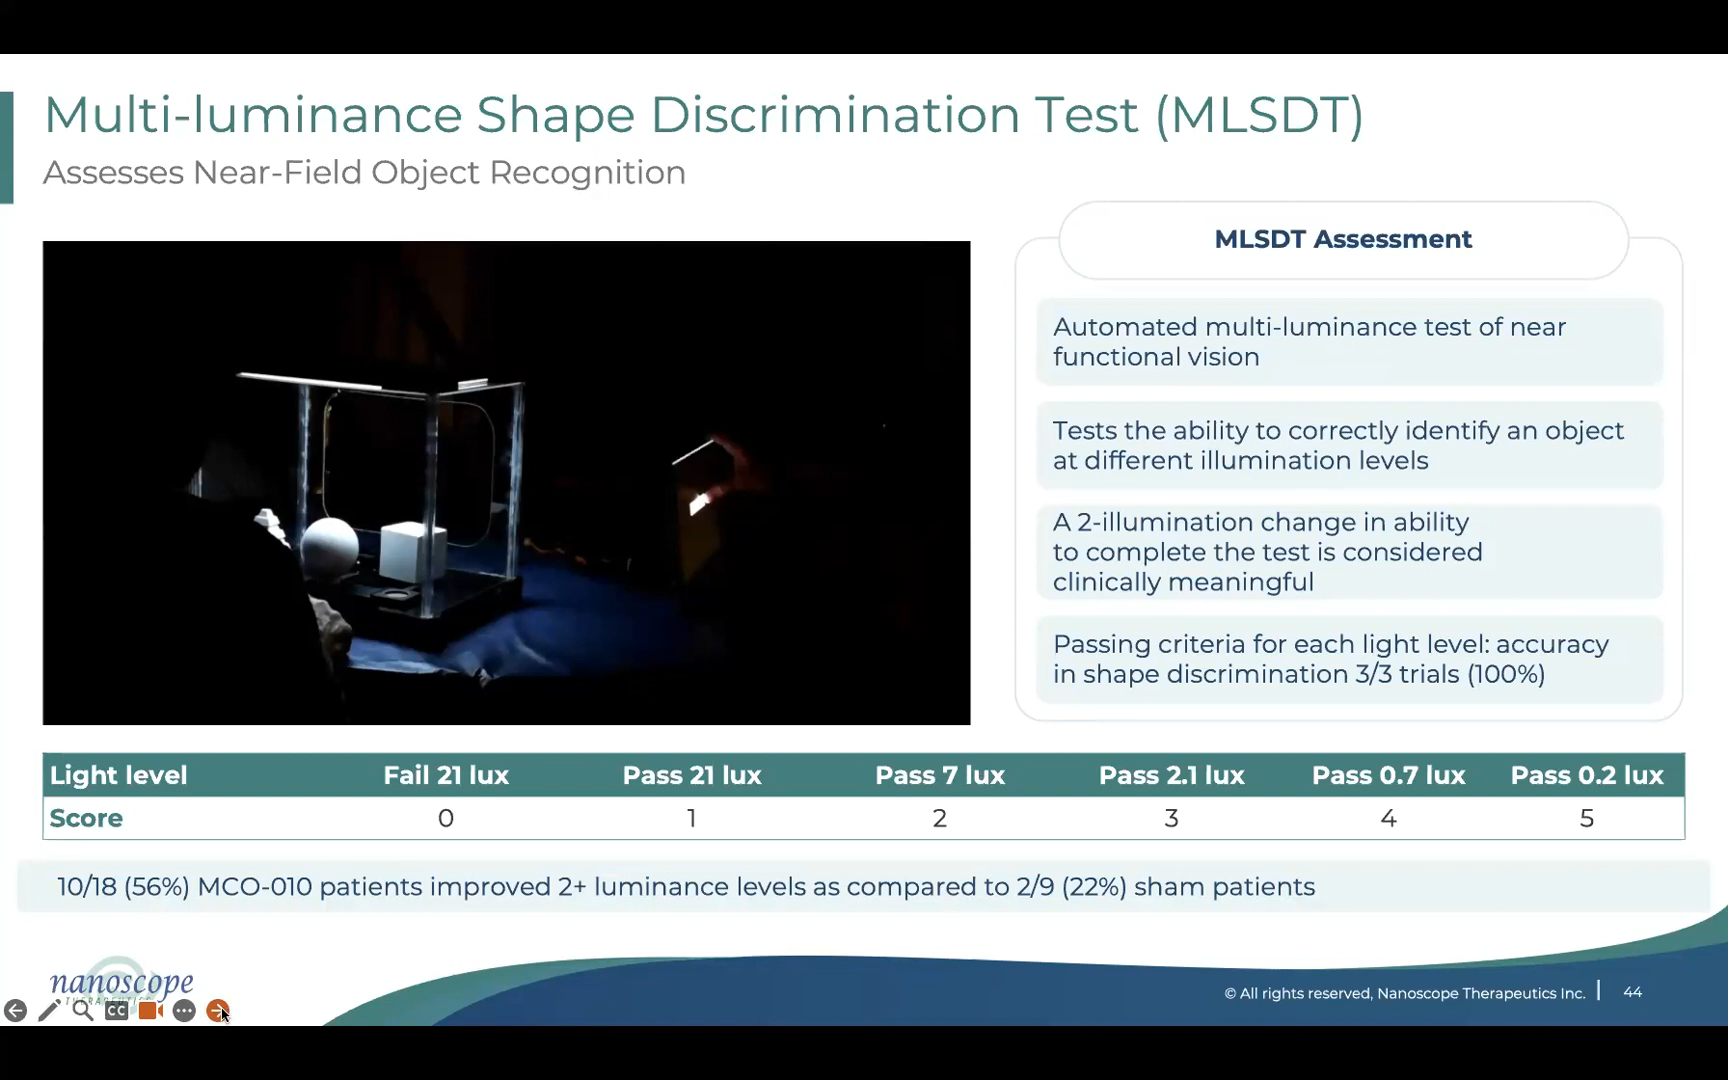 Multi-luminance Shape Discrimination Test (MLSDT)
Assesses Near-Field Object Recognition
MLSDT Assessment
Automated multi-luminance test of near
functional vision
Tests the ability to correctly identify an object
at different illumination levels
A 2-illumination change in ability
to complete the test is considered
clinically meaningful
Passing criteria for each light level: accuracy
in shape discrimination 3/3 trials (100%)
Light level Fail 21 lux Pass 21 lux Pass 7 lux Pass 2.1 lux Pass 0.7 lux Pass 0.2 lux
Score 0 1 2 3 4 5
10/18 (56%) MCO-010 patients improved 2+ luminance levels as compared to 2/9 (22%) sham patients
nanoscope
THERAPEUTICS
CC
© All rights reserved, Nanoscope Therapeutics Inc. 44